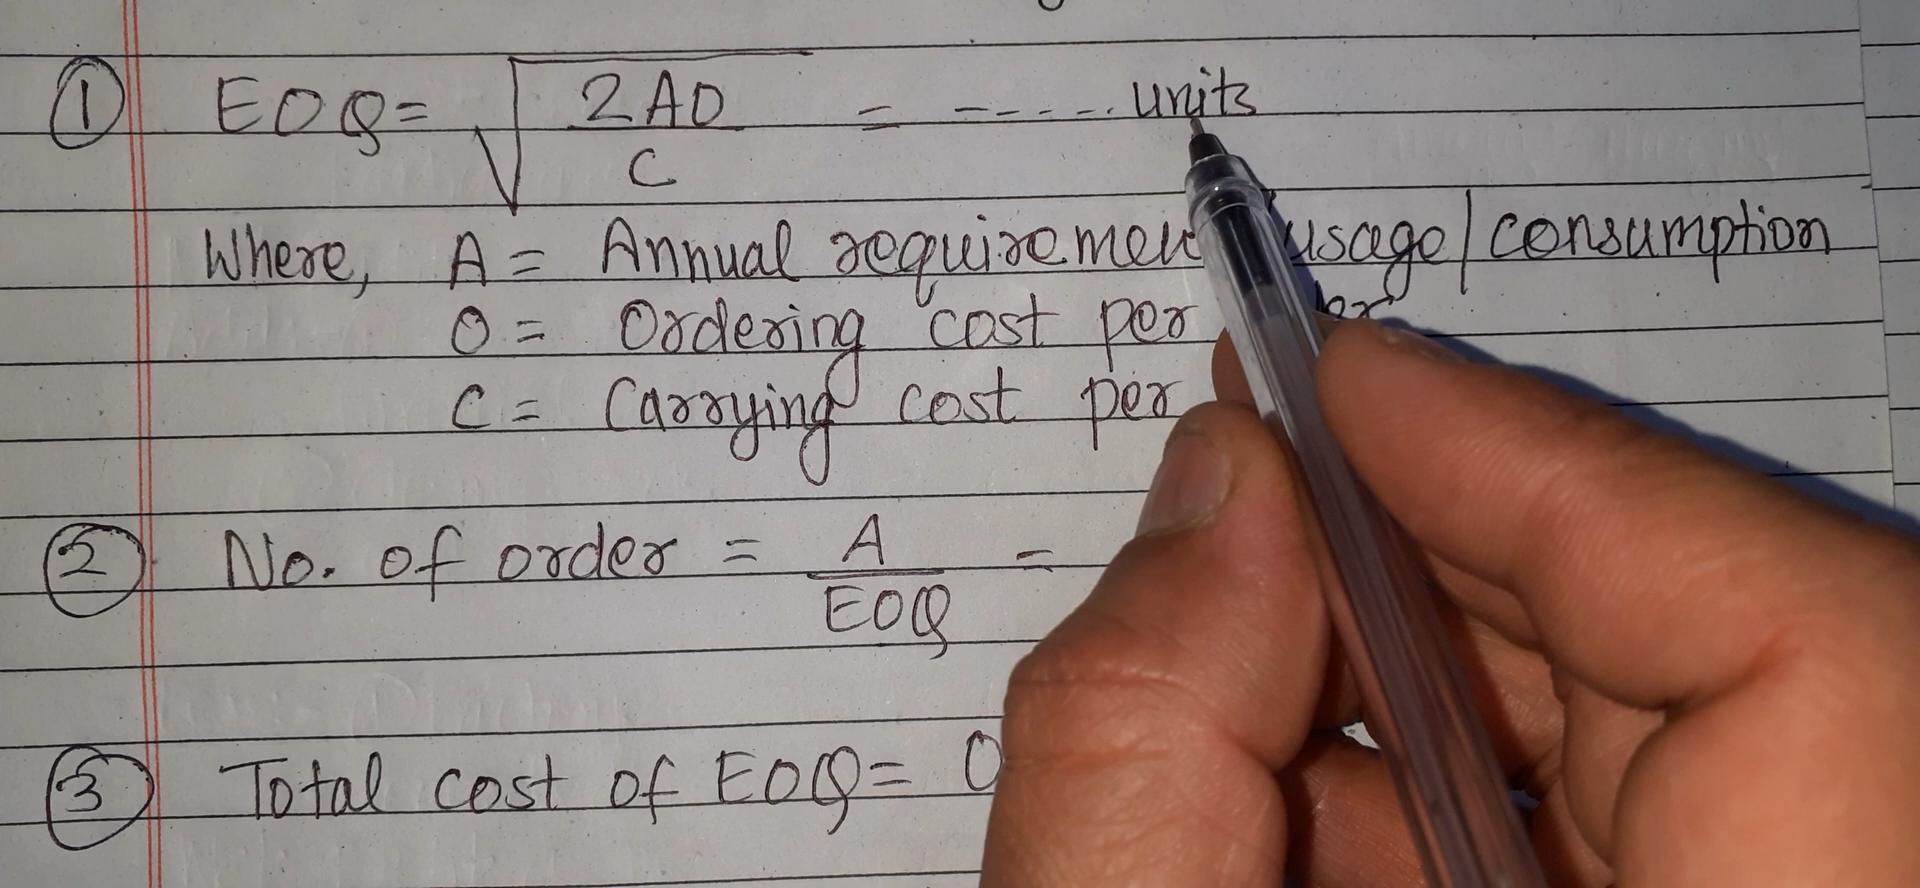 ① EOQ = √2AO/C = ----- units
Where, A = Annual requirement usage/consumption
O = Ordering cost per
C = Carrying cost per
② No. of order = A/EOQ =
③ Total cost of EOQ = O